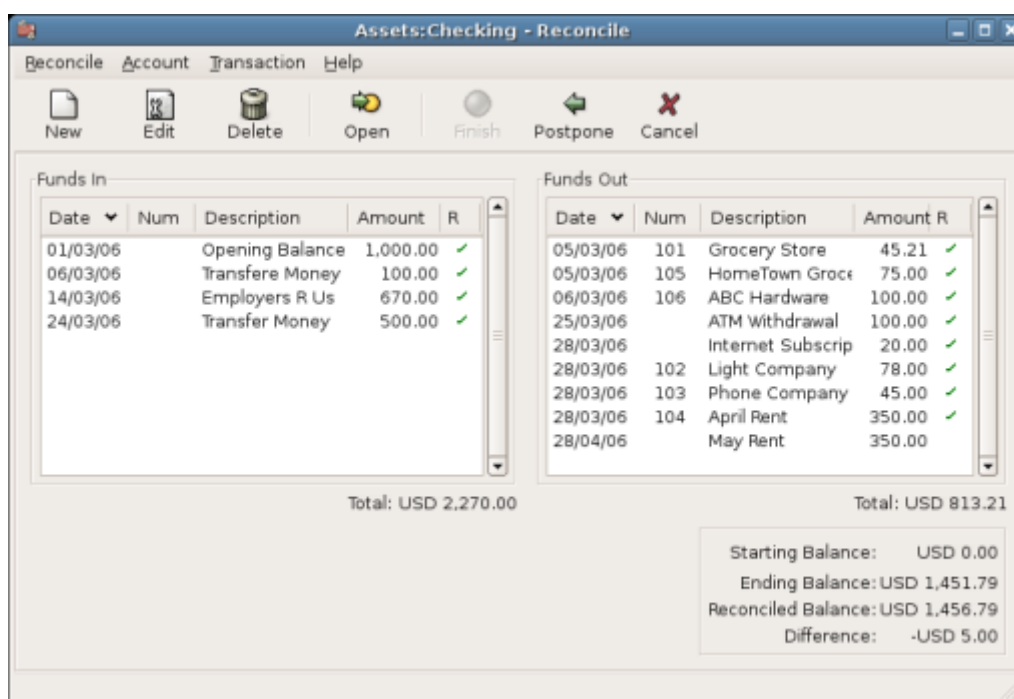 Assets:Checking - Reconcile
Reconcile Account Transaction Help
New Edit Delete Open Finish Postpone Cancel
Funds In
Date Num Description Amount R
01/03/06 Opening Balance 1,000.00 ✓
06/03/06 Transfere Money 100.00 ✓
14/03/06 Employers R Us 670.00 ✓
24/03/06 Transfer Money 500.00 ✓
Total: USD 2,270.00
Funds Out
Date Num Description Amount R
05/03/06 101 Grocery Store 45.21 ✓
05/03/06 105 HomeTown Groce 75.00 ✓
06/03/06 106 ABC Hardware 100.00 ✓
25/03/06 ATM Withdrawal 100.00 ✓
28/03/06 Internet Subscrip 20.00 ✓
28/03/06 102 Light Company 78.00 ✓
28/03/06 103 Phone Company 45.00 ✓
28/03/06 104 April Rent 350.00 ✓
28/04/06 May Rent 350.00
Total: USD 813.21
Starting Balance: USD 0.00
Ending Balance: USD 1,451.79
Reconciled Balance: USD 1,456.79
Difference: -USD 5.00